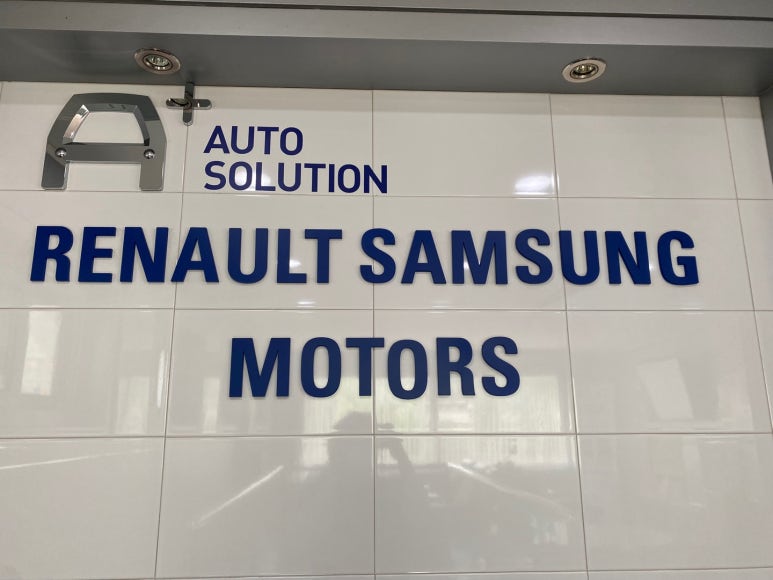 A+ AUTO
SOLUTION
RENAULT SAMSUNG
MOTORS